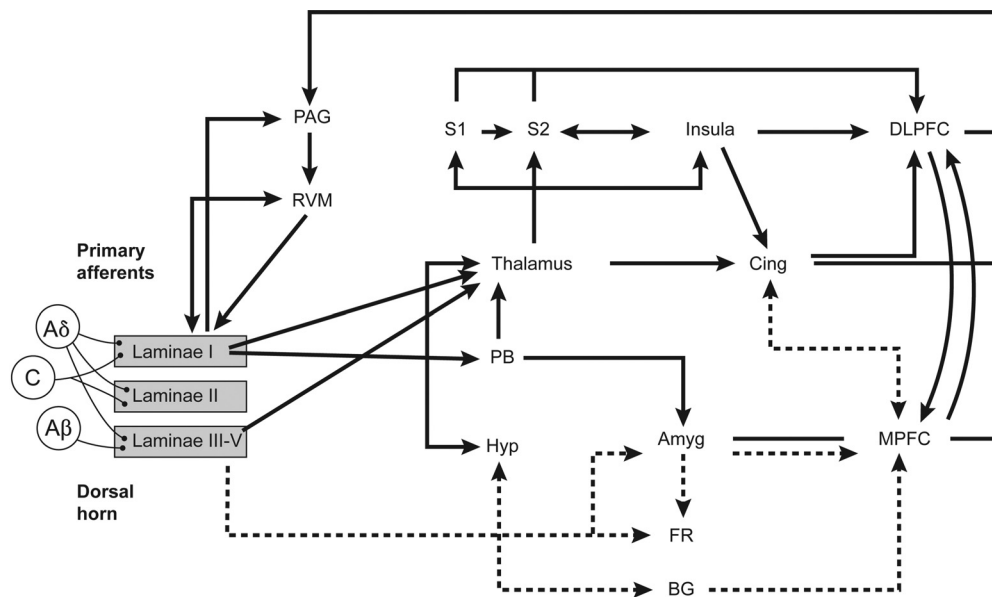 PAG
S1
S2
Insula
DLPFC
RVM
Primary
afferents
Thalamus
Cing
Aδ
Laminae I
PB
C
Laminae II
Aβ
Laminae III-V
Hyp
Amyg
MPFC
Dorsal
horn
FR
BG